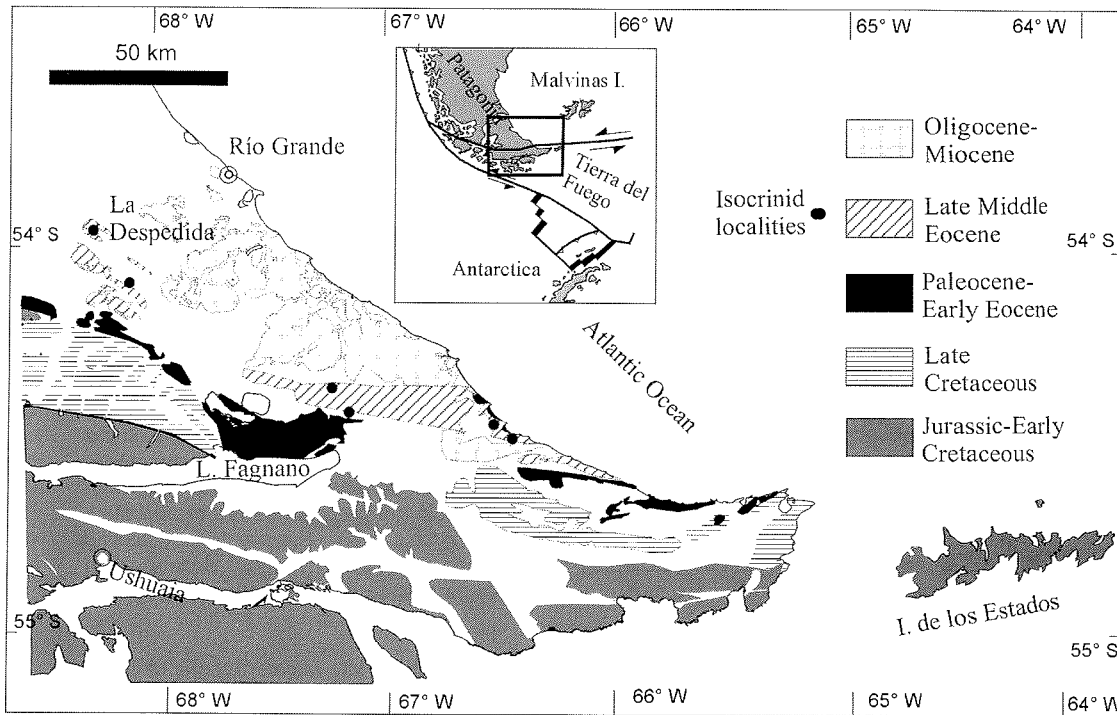 68° W
67° W
66° W
65° W
64° W
50 km
Patagonia
Malvinas I.
Río Grande
Tierra del
Fuego
Antarctica
La
Despedida
54° S
Isocrinid
localities
Oligocene-
Miocene
Late Middle
Eocene
54° S
Paleocene-
Early Eocene
Atlantic Ocean
Late
Cretaceous
Jurassic-Early
Cretaceous
L. Fagnano
Ushuaia
I. de los Estados
55° S
55° S
68° W
67° W
66° W
65° W
64° W